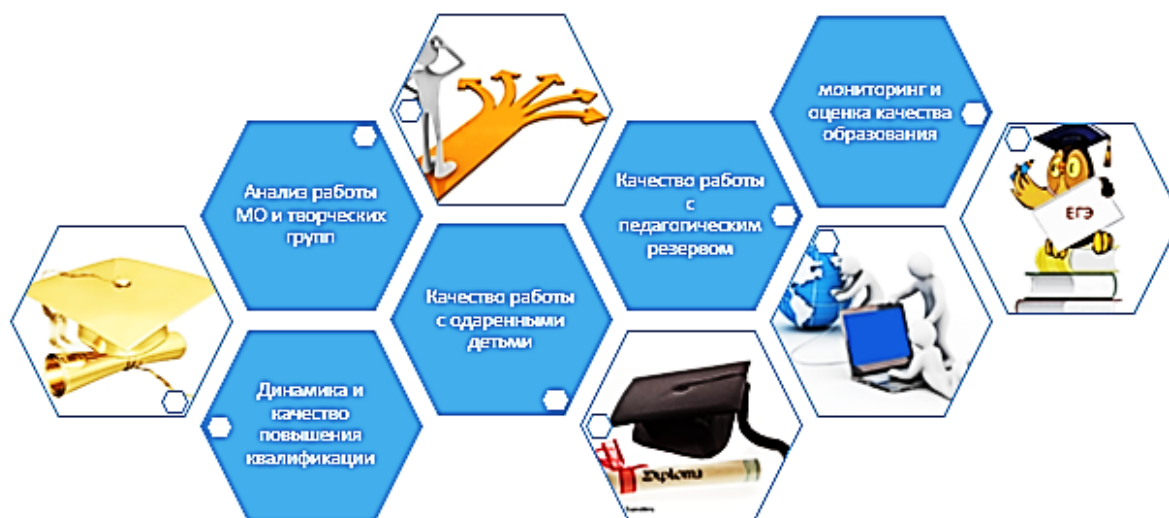 мониторинг и
оценка качества
образования
Анализ работы
МО и творческих
групп
Качество работы
с
педагогическим
резервом
ЕГЭ
Качество работы
с одаренными
детьми
Динамика и
качество
повышения
квалификации
Diploma